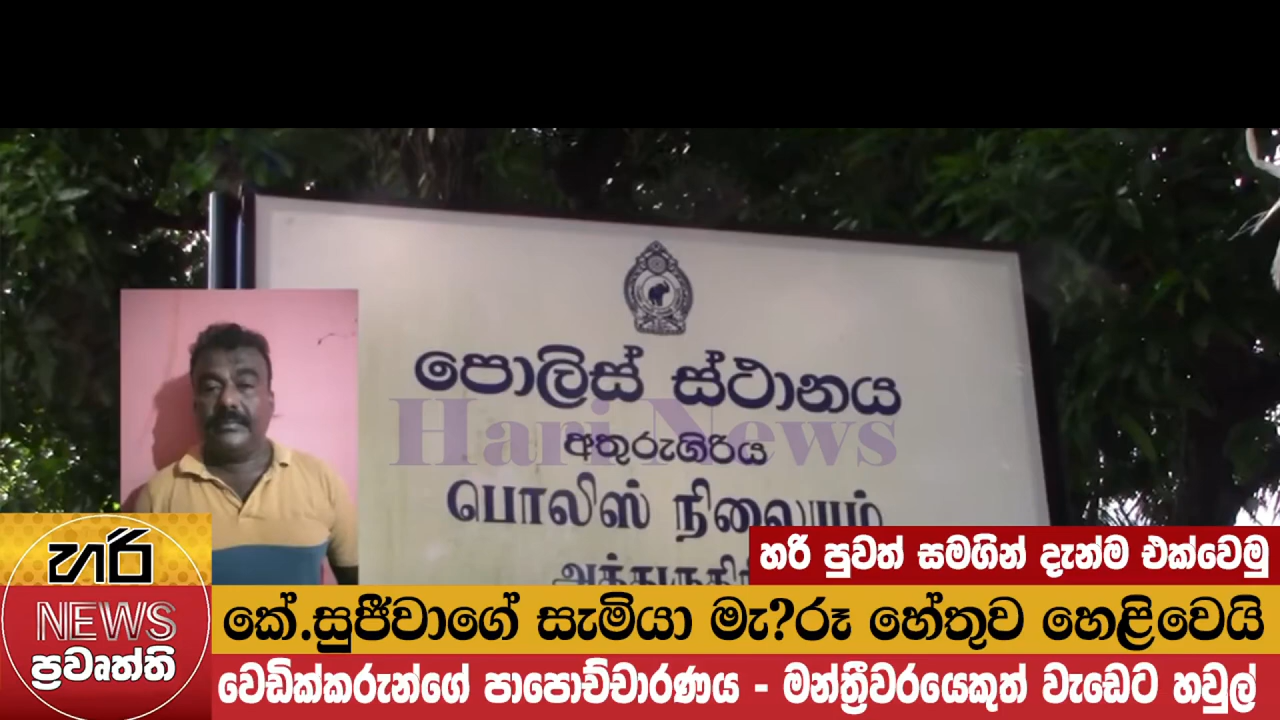 පොලිස් ස්ථානය
Hari News
අතුරුගිරිය
பொலிஸ் நிலையம்
හරි පුවත් සමගින් දැන්ම එක්වෙමු
හරි
NEWS
ප්‍රවෘත්ති
කේ.සුජීවාගේ සැමියා මැ?රූ හේතුව හෙළිවෙයි
වෙඩික්කරුන්ගේ පාපොච්චාරණය - මන්ත්‍රීවරයෙකුත් වැඩෙට හවුල්